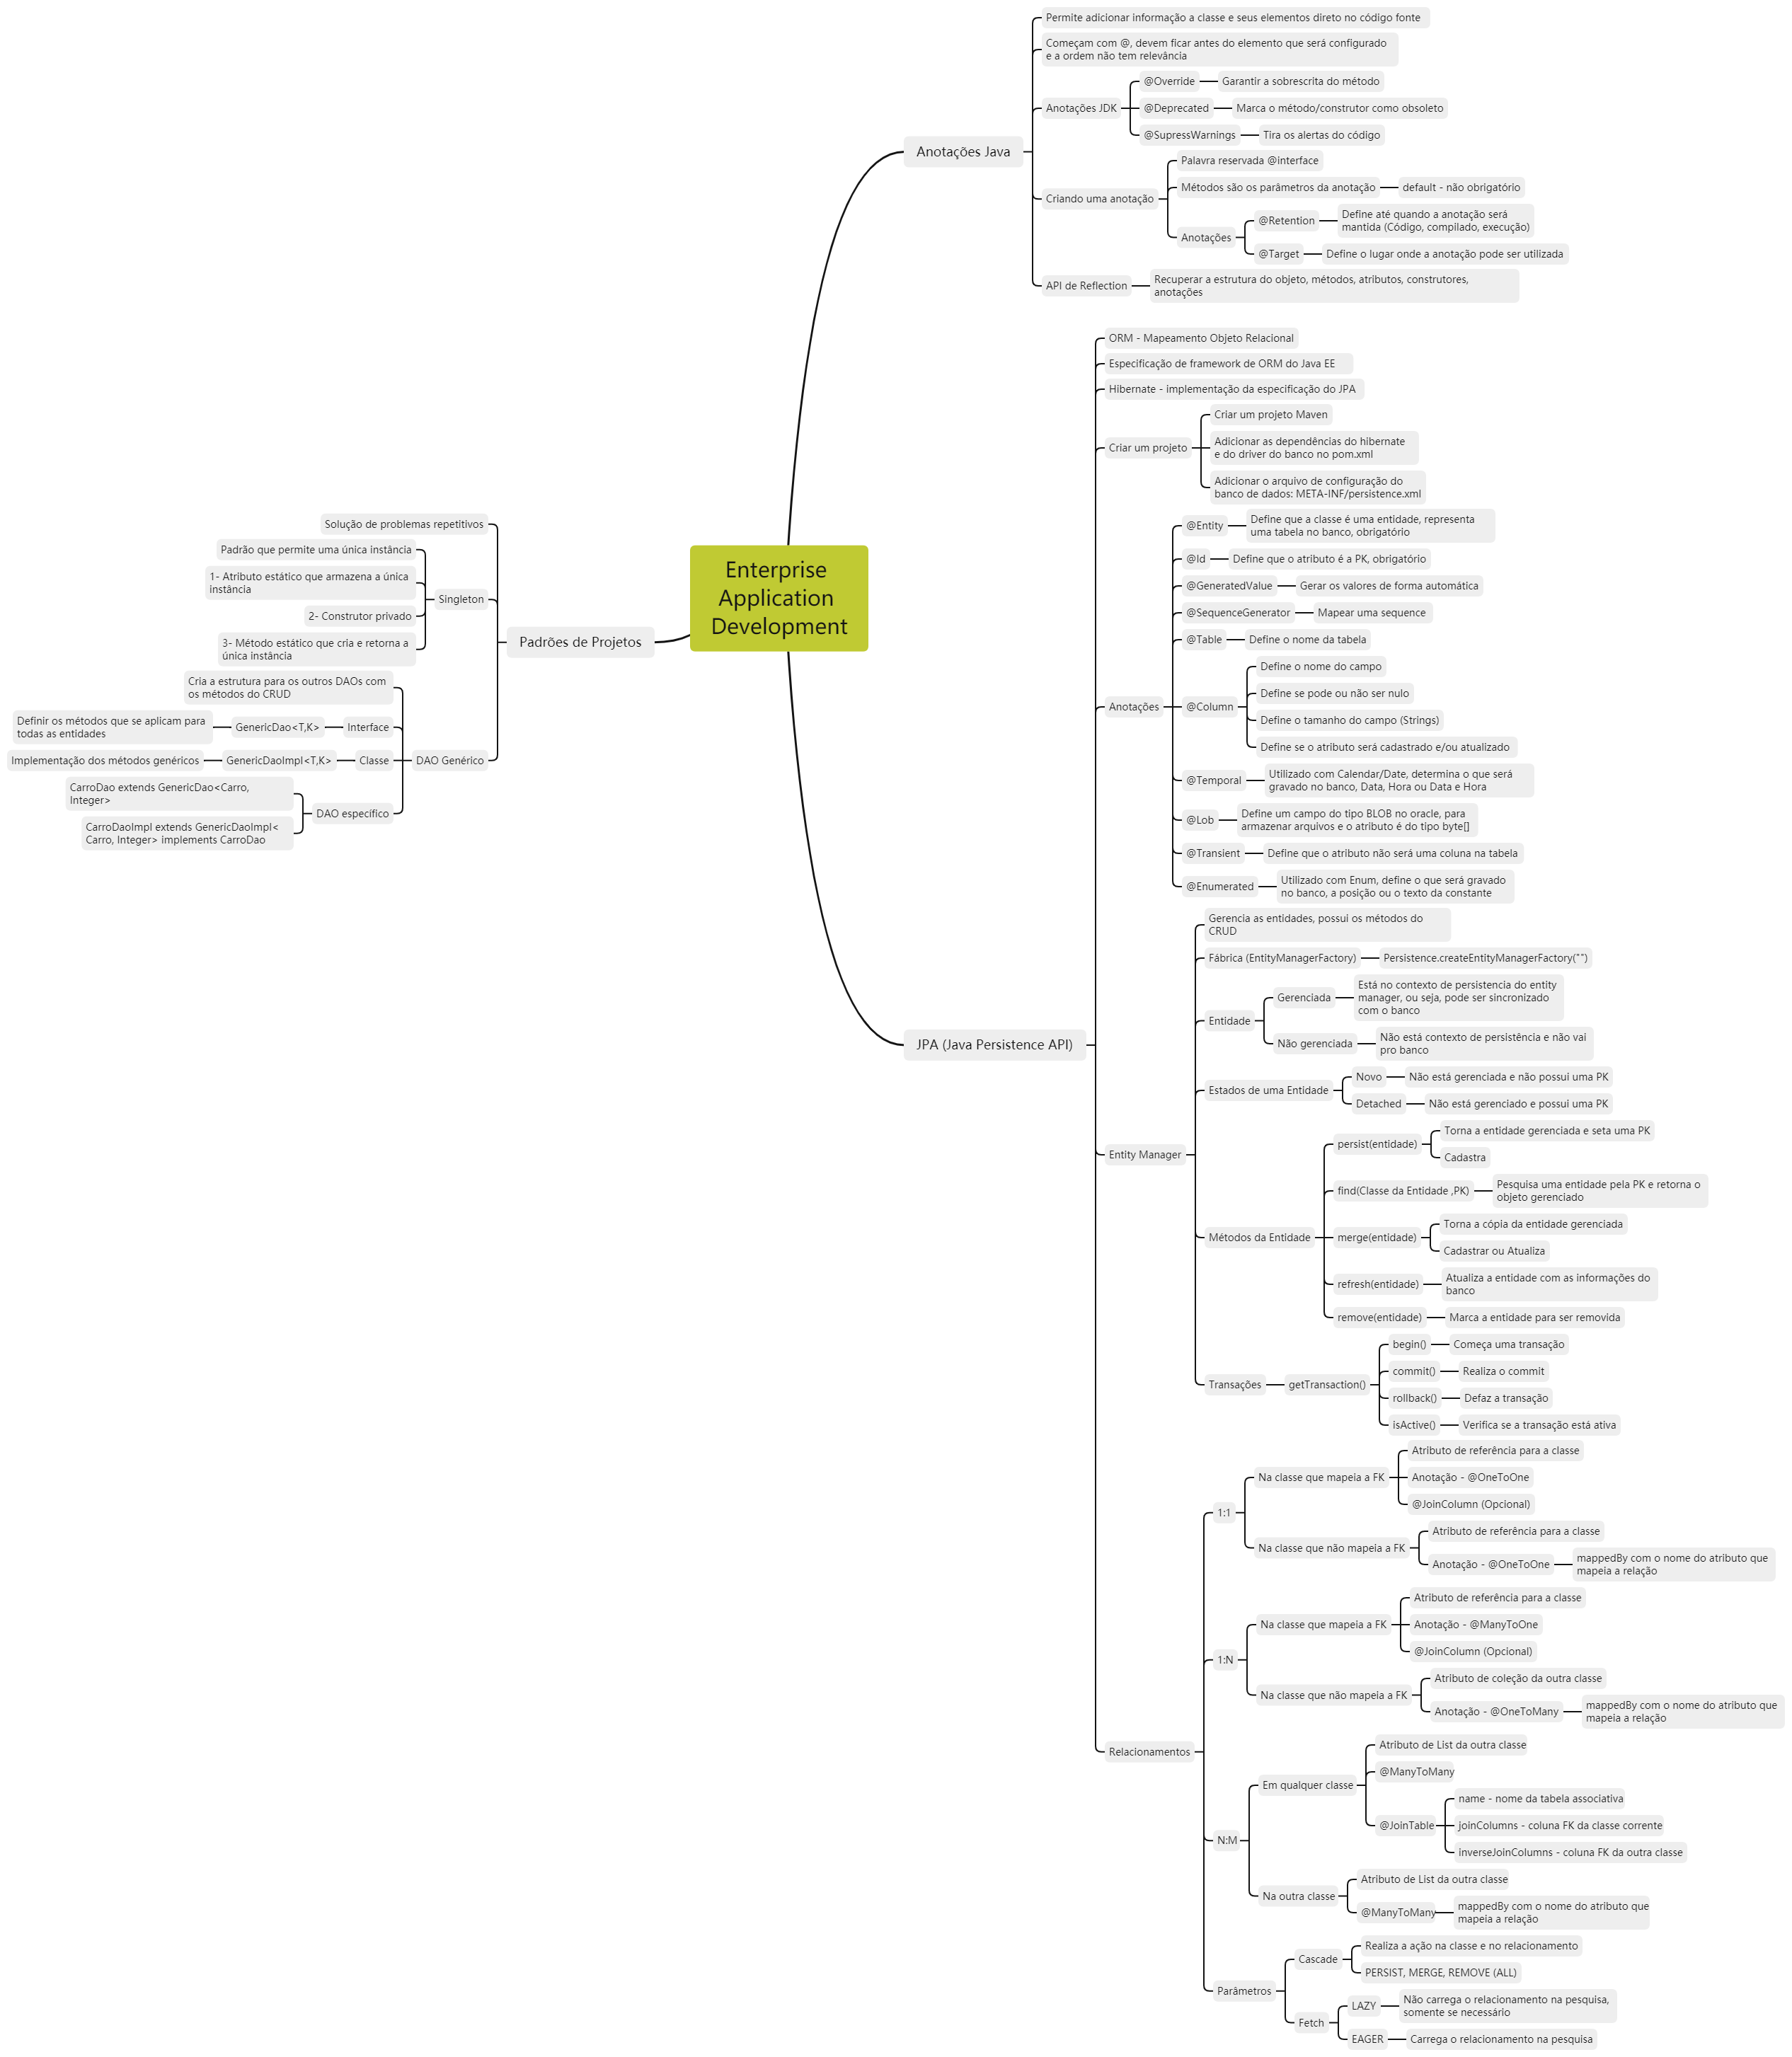 Enterprise
Application
Development
Anotações Java
Permite adicionar informação a classe e seus elementos direto no código fonte
Começam com @, devem ficar antes do elemento que será configurado
e a ordem não tem relevância
Anotações JDK
@Override
Garantir a sobrescrita do método
@Deprecated
Marca o método/construtor como obsoleto
@SupressWarnings
Tira os alertas do código
Criando uma anotação
Palavra reservada @interface
Métodos são os parâmetros da anotação
default - não obrigatório
Anotações
@Retention
Define até quando a anotação será
mantida (Código, compilado, execução)
@Target
Define o lugar onde a anotação pode ser utilizada
API de Reflection
Recuperar a estrutura do objeto, métodos, atributos, construtores,
anotações
JPA (Java Persistence API)
ORM - Mapeamento Objeto Relacional
Especificação de framework de ORM do Java EE
Hibernate - implementação da especificação do JPA
Criar um projeto
Criar um projeto Maven
Adicionar as dependências do hibernate
e do driver do banco no pom.xml
Adicionar o arquivo de configuração do
banco de dados: META-INF/persistence.xml
Anotações
@Entity
Define que a classe é uma entidade, representa
uma tabela no banco, obrigatório
@Id
Define que o atributo é a PK, obrigatório
@GeneratedValue
Gerar os valores de forma automática
@SequenceGenerator
Mapear uma sequence
@Table
Define o nome da tabela
@Column
Define o nome do campo
Define se pode ou não ser nulo
Define o tamanho do campo (Strings)
Define se o atributo será cadastrado e/ou atualizado
@Temporal
Utilizado com Calendar/Date, determina o que será
gravado no banco, Data, Hora ou Data e Hora
@Lob
Define um campo do tipo BLOB no oracle, para
armazenar arquivos e o atributo é do tipo byte[]
@Transient
Define que o atributo não será uma coluna na tabela
@Enumerated
Utilizado com Enum, define o que será gravado
no banco, a posição ou o texto da constante
Entity Manager
Gerencia as entidades, possui os métodos do
CRUD
Fábrica (EntityManagerFactory)
Persistence.createEntityManagerFactory("")
Entidade
Gerenciada
Está no contexto de persistencia do entity
manager, ou seja, pode ser sincronizado
com o banco
Não gerenciada
Não está contexto de persistência e não vai
pro banco
Estados de uma Entidade
Novo
Não está gerenciada e não possui uma PK
Detached
Não está gerenciado e possui uma PK
Métodos da Entidade
persist(entidade)
Torna a entidade gerenciada e seta uma PK
Cadastra
find(Classe da Entidade ,PK)
Pesquisa uma entidade pela PK e retorna o
objeto gerenciado
merge(entidade)
Torna a cópia da entidade gerenciada
Cadastrar ou Atualiza
refresh(entidade)
Atualiza a entidade com as informações do
banco
remove(entidade)
Marca a entidade para ser removida
Transações
getTransaction()
begin()
Começa uma transação
commit()
Realiza o commit
rollback()
Defaz a transação
isActive()
Verifica se a transação está ativa
Relacionamentos
1:1
Na classe que mapeia a FK
Atributo de referência para a classe
Anotação - @OneToOne
@JoinColumn (Opcional)
Na classe que não mapeia a FK
Atributo de referência para a classe
Anotação - @OneToOne
mappedBy com o nome do atributo que
mapeia a relação
1:N
Na classe que mapeia a FK
Atributo de referência para a classe
Anotação - @ManyToOne
@JoinColumn (Opcional)
Na classe que não mapeia a FK
Atributo de coleção da outra classe
Anotação - @OneToMany
mappedBy com o nome do atributo que
mapeia a relação
N:M
Em qualquer classe
Atributo de List da outra classe
@ManyToMany
@JoinTable
name - nome da tabela associativa
joinColumns - coluna FK da classe corrente
inverseJoinColumns - coluna FK da outra classe
Na outra classe
Atributo de List da outra classe
@ManyToMany
mappedBy com o nome do atributo que
mapeia a relação
Parâmetros
Cascade
Realiza a ação na classe e no relacionamento
PERSIST, MERGE, REMOVE (ALL)
Fetch
LAZY
Não carrega o relacionamento na pesquisa,
somente se necessário
EAGER
Carrega o relacionamento na pesquisa
Padrões de Projetos
Solução de problemas repetitivos
Singleton
Padrão que permite uma única instância
1- Atributo estático que armazena a única
instância
2- Construtor privado
3- Método estático que cria e retorna a
única instância
DAO Genérico
Cria a estrutura para os outros DAOs com
os métodos do CRUD
Interface
GenericDao<T,K>
Definir os métodos que se aplicam para
todas as entidades
Classe
GenericDaoImpl<T,K>
Implementação dos métodos genéricos
DAO específico
CarroDao extends GenericDao<Carro,
Integer>
CarroDaoImpl extends GenericDaoImpl<
Carro, Integer> implements CarroDao